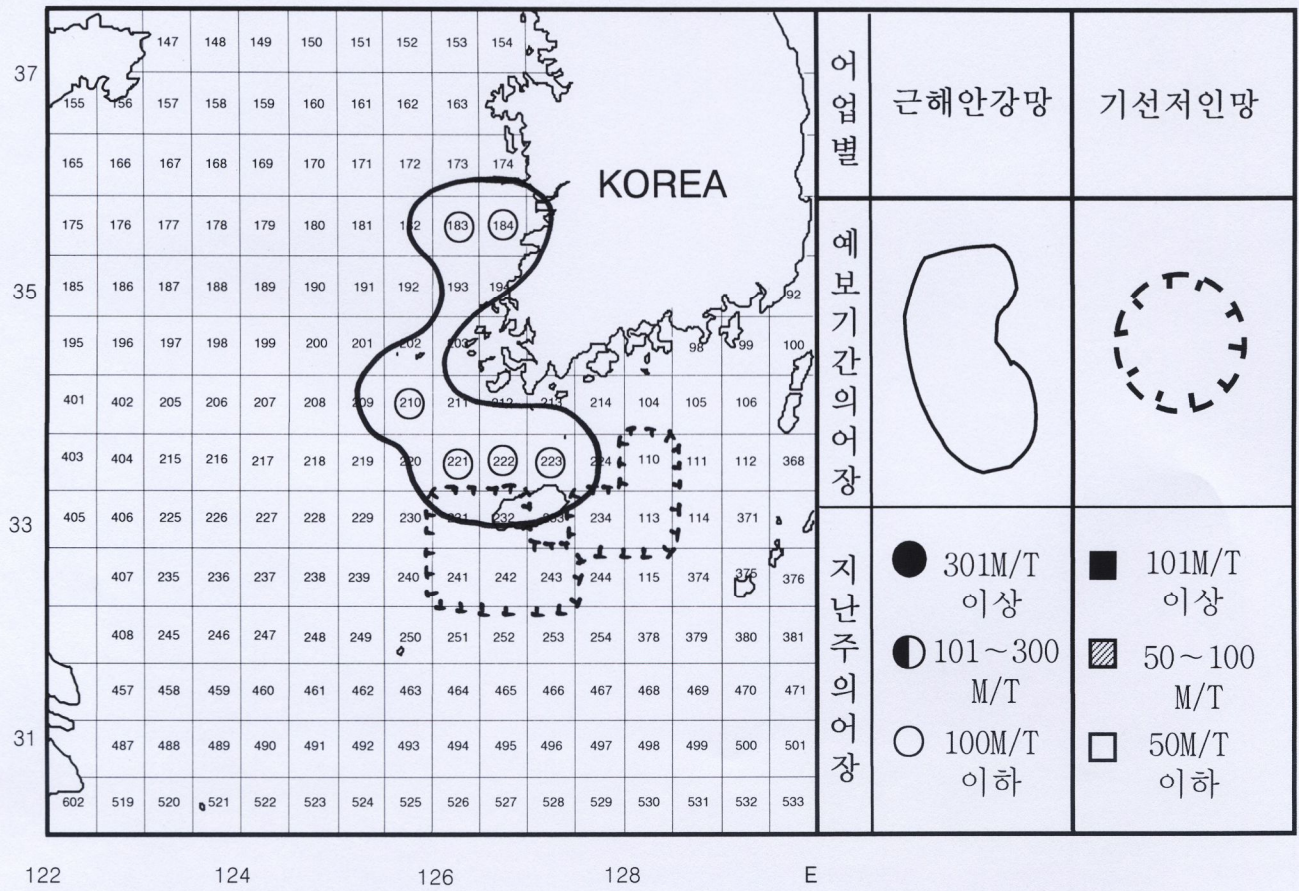 147 148 149 150 151 152 153 154
37
155 156 157 158 159 160 161 162 163
165 166 167 168 169 170 171 172 173 174
KOREA
175 176 177 178 179 180 181 182 183 184
35
185 186 187 188 189 190 191 192 193 194 92
195 196 197 198 199 200 201 202 203 98 99 100
401 402 205 206 207 208 209 210 211 212 213 214 104 105 106
403 404 215 216 217 218 219 220 221 222 223 224 110 111 112 368
33
405 406 225 226 227 228 229 230 231 232 233 234 113 114 371
407 235 236 237 238 239 240 241 242 243 244 115 374 375 376
408 245 246 247 248 249 250 251 252 253 254 378 379 380 381
457 458 459 460 461 462 463 464 465 466 467 468 469 470 471
31
487 488 489 490 491 492 493 494 495 496 497 498 499 500 501
602 519 520 521 522 523 524 525 526 527 528 529 530 531 532 533
122 124 126 128 E
어업별
근해안강망
기선저인망
예보기간의어장
지난주의어장
301M/T
이상
101～300
M/T
100M/T
이하
101M/T
이상
50～100
M/T
50M/T
이하